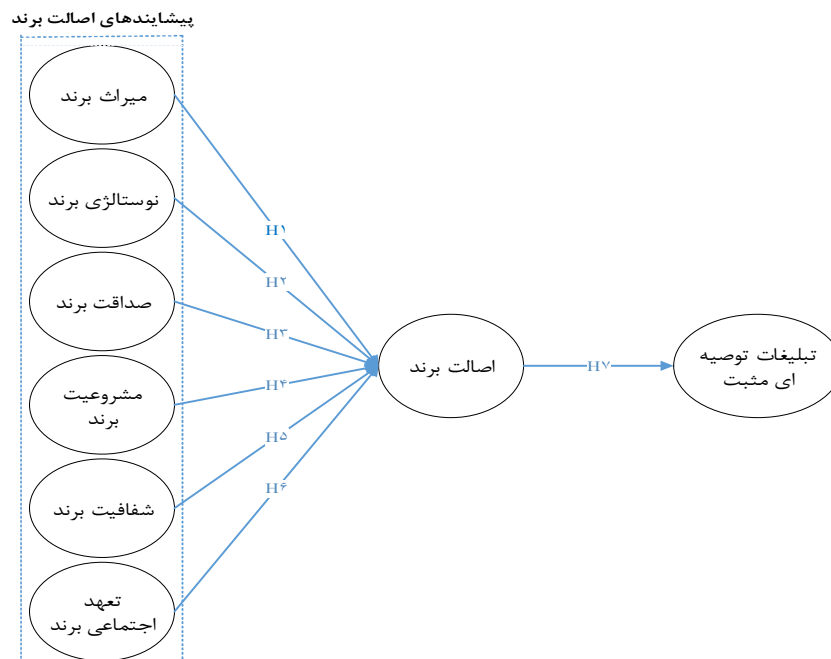 پیشایندهای اصالت برند
میراث برند
نوستالژی برند
صداقت برند
مشروعیت
برند
شفافیت برند
تعهد
اجتماعی برند
H۱
H۲
H۳
H۴
H۵
H۶
اصالت برند
H۷
تبلیغات توصیه
ای مثبت